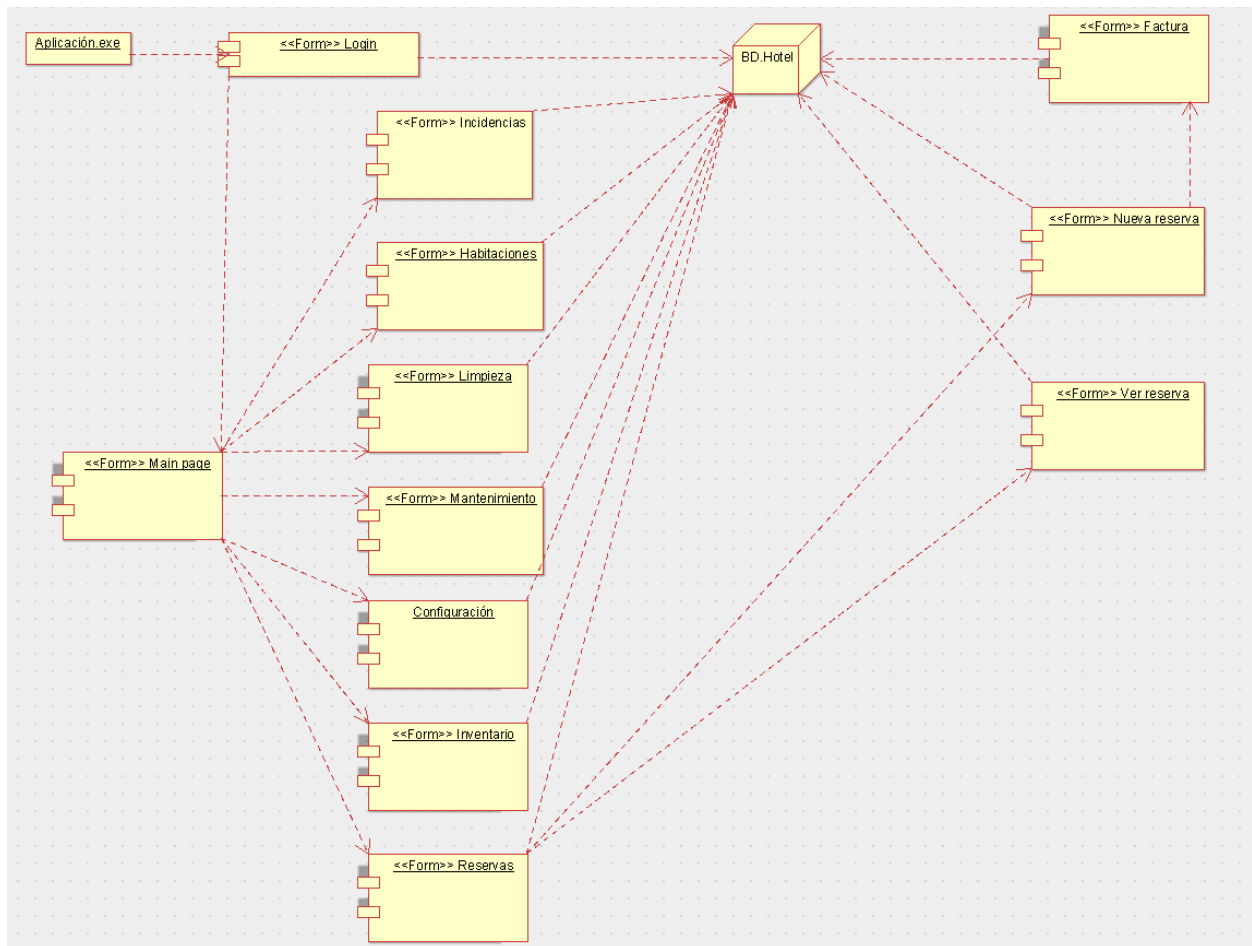 Aplicación.exe
<<Form>> Login
BD.Hotel
<<Form>> Factura
<<Form>> Incidencias
<<Form>> Nueva reserva
<<Form>> Habitaciones
<<Form>> Limpieza
<<Form>> Ver reserva
<<Form>> Main page
<<Form>> Mantenimiento
Configuración
<<Form>> Inventario
<<Form>> Reservas